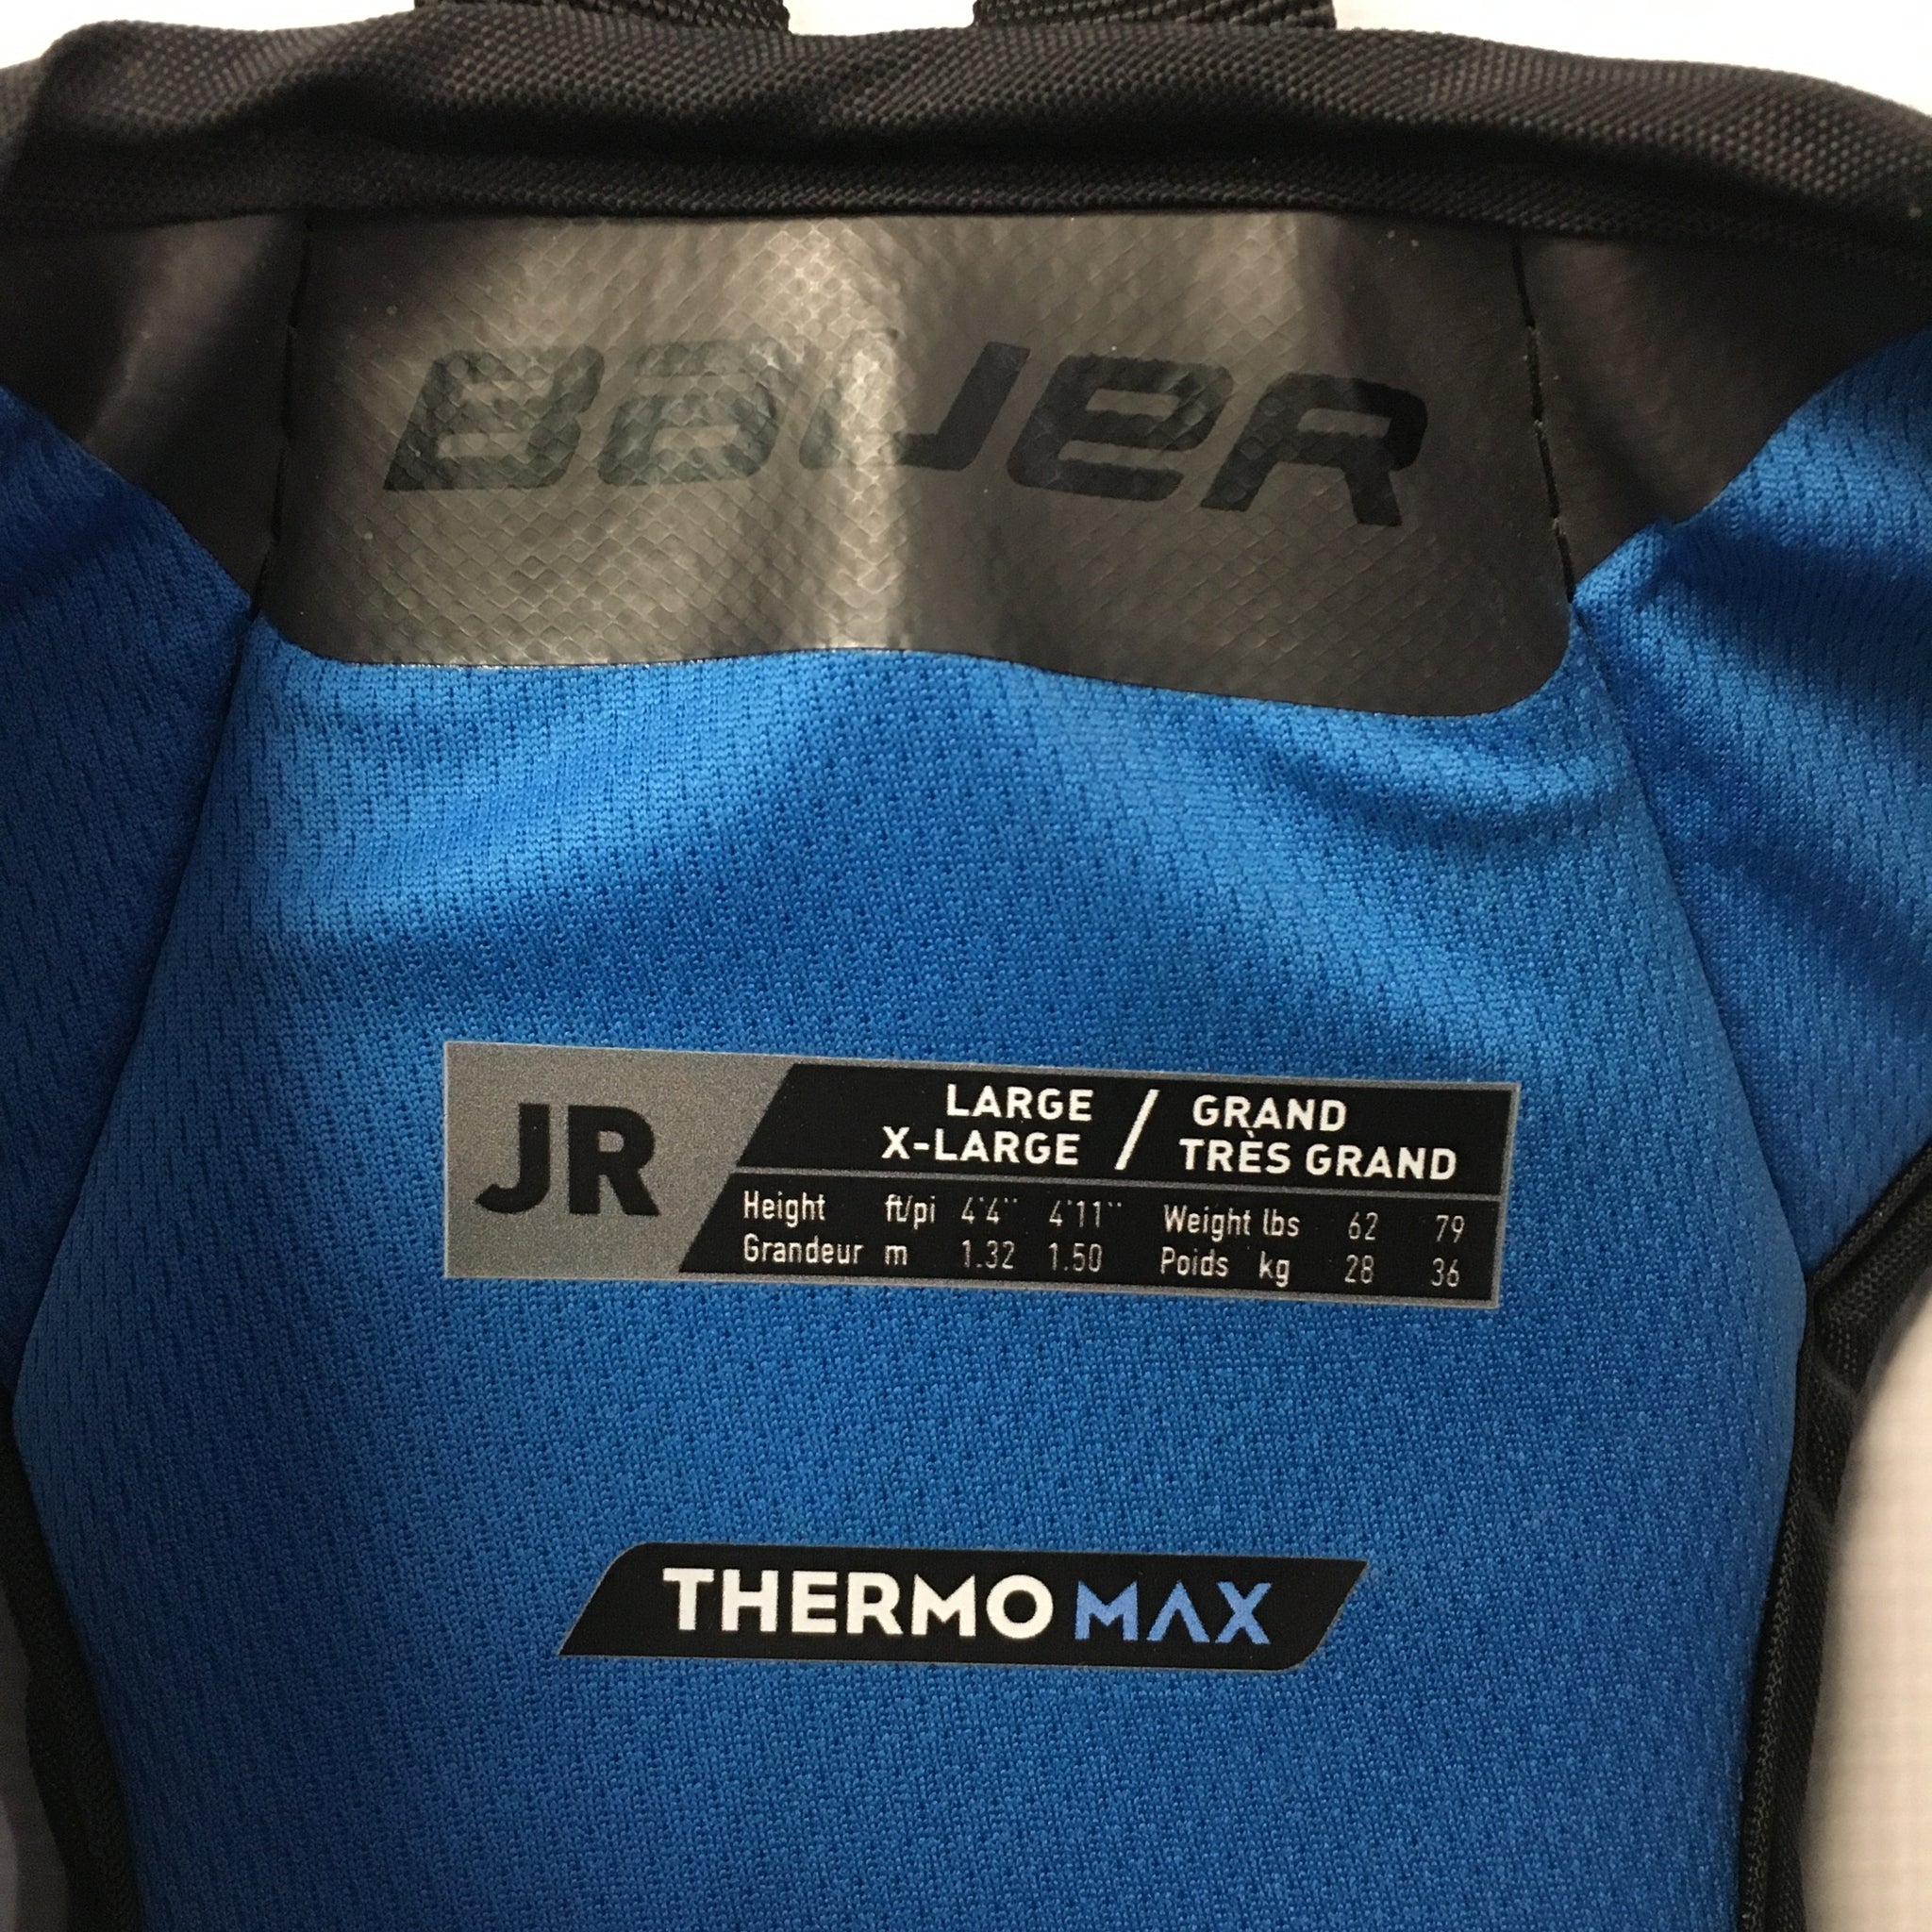 BAUER
JR
LARGE / GRAND
X-LARGE / TRÈS GRAND
Height ft/pi 4'4'' 4'11'' Weight lbs 62 79
Grandeur m 1.32 1.50 Poids kg 28 36
THERMO MAX